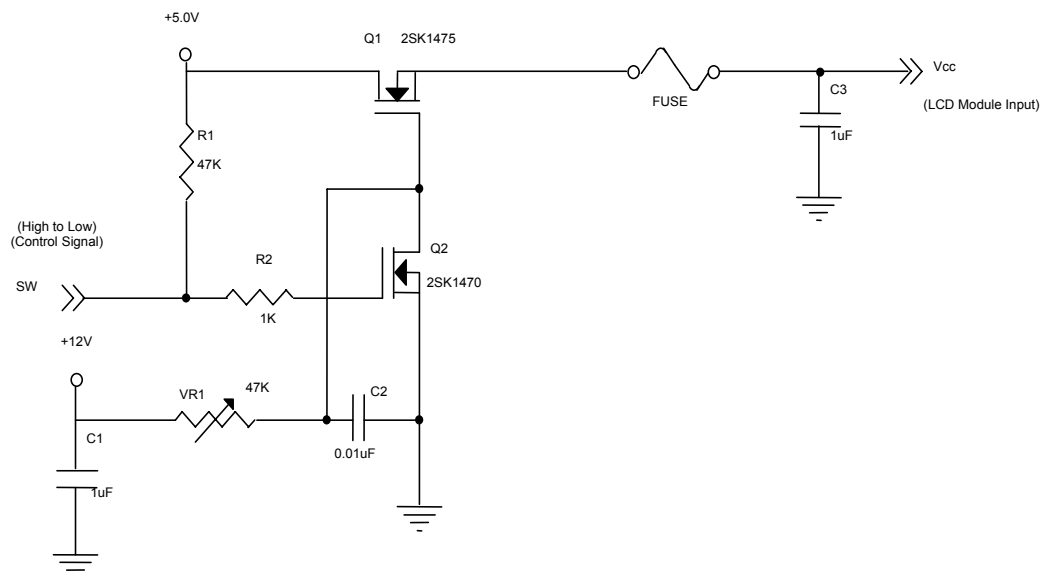 +5.0V
Q1 2SK1475
Vcc
FUSE
C3
(LCD Module Input)
R1
1uF
47K
(High to Low)
(Control Signal)
Q2
R2
SW
2SK1470
1K
+12V
VR1
47K
C2
C1
0.01uF
1uF